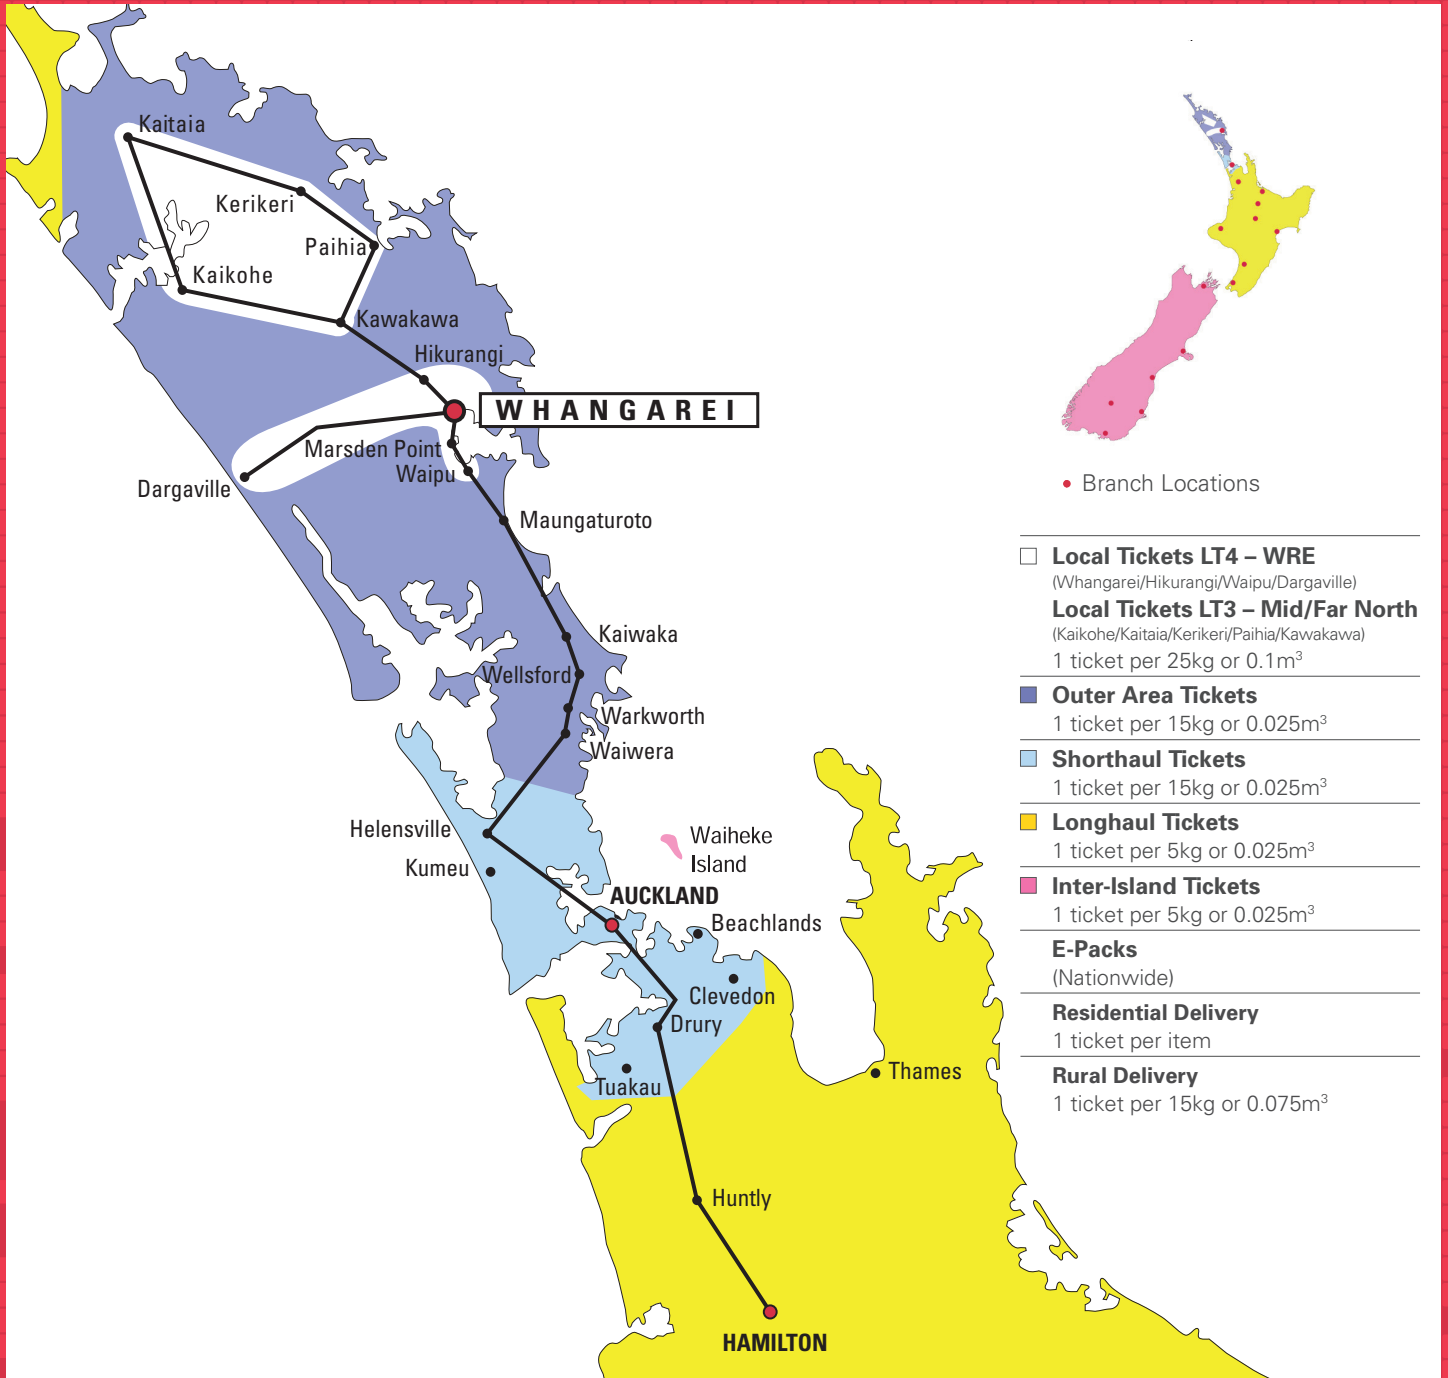 Kaitaia
Kerikeri
Paihia
Kaikohe
Kawakawa
Hikurangi
WHANGAREI
Marsden Point
Waipu
Dargaville
Maungaturoto
Kaiwaka
Wellsford
Warkworth
Waiwera
Helensville
Kumeu
Waiheke
Island
AUCKLAND
Beachlands
Clevedon
Drury
Tuakau
Thames
Huntly
HAMILTON
Branch Locations
Local Tickets LT4 – WRE
(Whangarei/Hikurangi/Waipu/Dargaville)
Local Tickets LT3 – Mid/Far North
(Kaikohe/Kaitaia/Kerikeri/Paihia/Kawakawa)
1 ticket per 25kg or 0.1m³
Outer Area Tickets
1 ticket per 15kg or 0.025m³
Shorthaul Tickets
1 ticket per 15kg or 0.025m³
Longhaul Tickets
1 ticket per 5kg or 0.025m³
Inter-Island Tickets
1 ticket per 5kg or 0.025m³
E-Packs
(Nationwide)
Residential Delivery
1 ticket per item
Rural Delivery
1 ticket per 15kg or 0.075m³